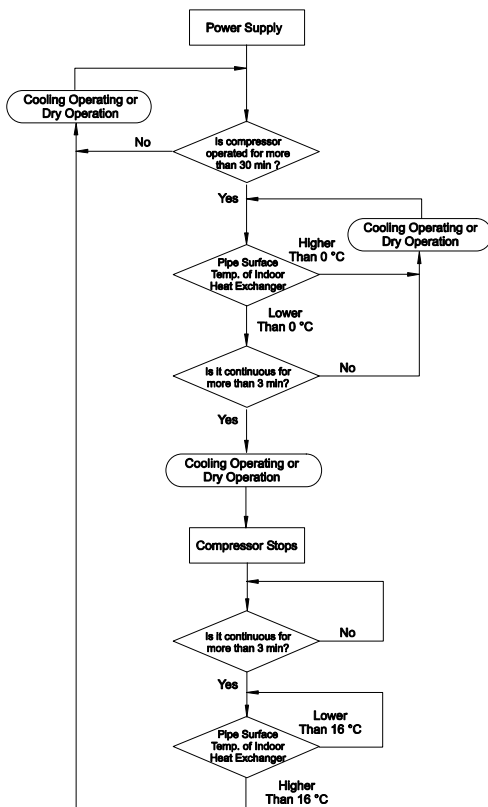 Power Supply
Cooling Operating or
Dry Operation
Is compressor
operated for more
than 30 min ?
No
Yes
Cooling Operating or
Dry Operation
Pipe Surface
Temp. of Indoor
Heat Exchanger
Higher
Than 0 °C
Lower
Than 0 °C
Is it continuous for
more than 3 min?
No
Yes
Cooling Operating or
Dry Operation
Compressor Stops
Is it continuous for
more than 3 min?
No
Yes
Pipe Surface
Temp. of Indoor
Heat Exchanger
Lower
Than 16 °C
Higher
Than 16 °C